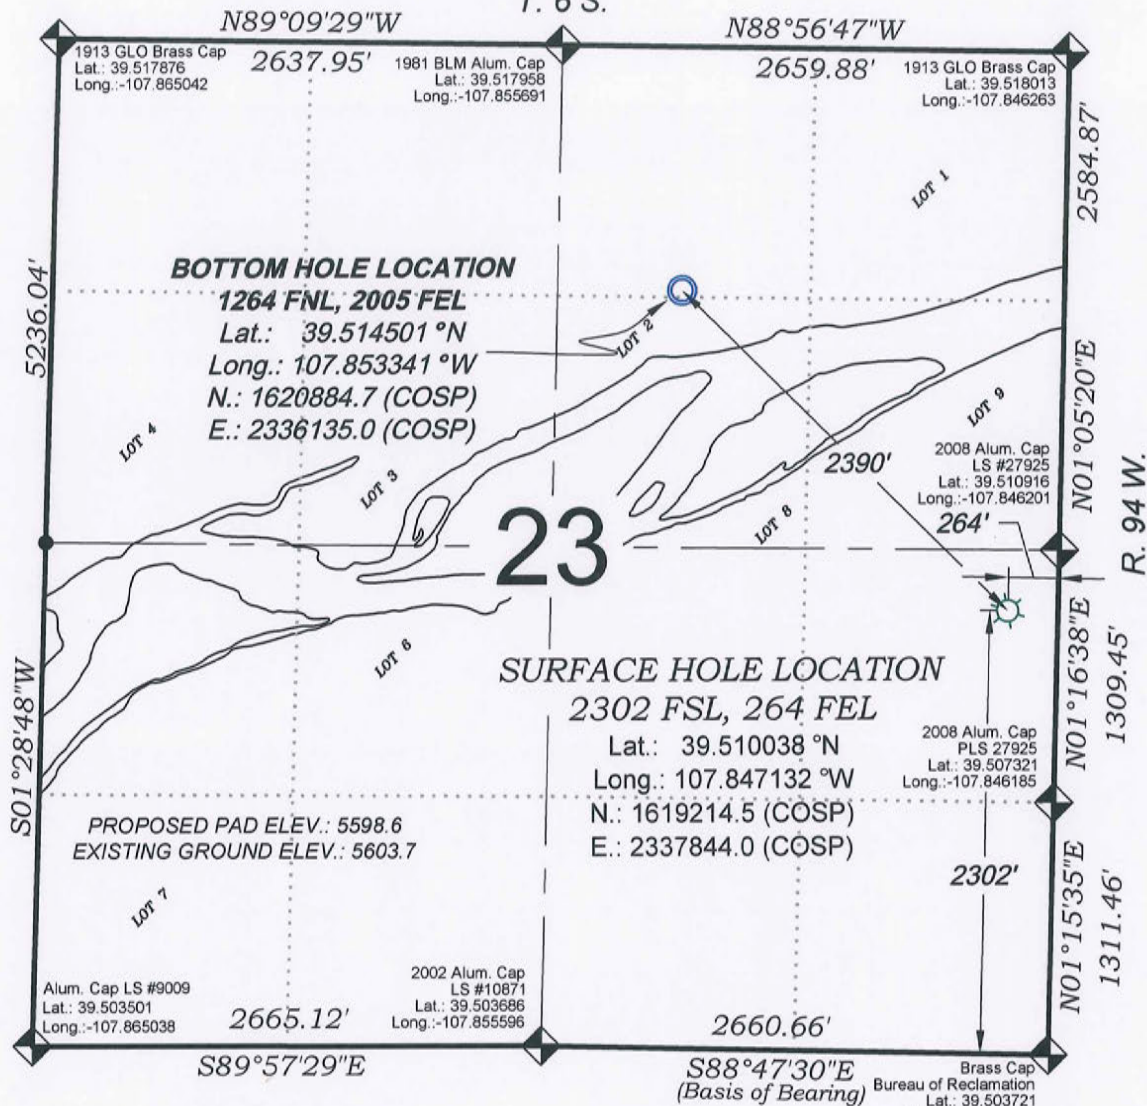 T. 6 S.
N89°09'29"W
N88°56'47"W
1913 GLO Brass Cap
Lat.: 39.517876
Long.:-107.865042
2637.95'
1981 BLM Alum. Cap
Lat.: 39.517958
Long.:-107.855691
2659.88'
1913 GLO Brass Cap
Lat.: 39.518013
Long.:-107.846263
2584.87'
LOT 1
BOTTOM HOLE LOCATION
1264 FNL, 2005 FEL
Lat.: 39.514501 °N
Long.: 107.853341 °W
N.: 1620884.7 (COSP)
E.: 2336135.0 (COSP)
5236.04'
LOT 2
N01°05'20"E
LOT 9
LOT 4
LOT 3
2390'
2008 Alum. Cap
LS #27925
Lat.: 39.510916
Long.:-107.846201
264'
LOT 8
23
R. 94 W.
LOT 6
SURFACE HOLE LOCATION
2302 FSL, 264 FEL
Lat.: 39.510038 °N
Long.: 107.847132 °W
N.: 1619214.5 (COSP)
E.: 2337844.0 (COSP)
N01°16'38"E
1309.45'
2008 Alum. Cap
PLS 27925
Lat.: 39.507321
Long.:-107.846185
S01°28'48"W
PROPOSED PAD ELEV.: 5598.6
EXISTING GROUND ELEV.: 5603.7
2302'
LOT 7
N01°15'35"E
1311.46'
Alum. Cap LS #9009
Lat.: 39.503501
Long.:-107.865038
2665.12'
2002 Alum. Cap
LS #10871
Lat.: 39.503686
Long.:-107.855596
2660.66'
S89°57'29"E
S88°47'30"E
(Basis of Bearing)
Brass Cap
Bureau of Reclamation
Lat.: 39.503721